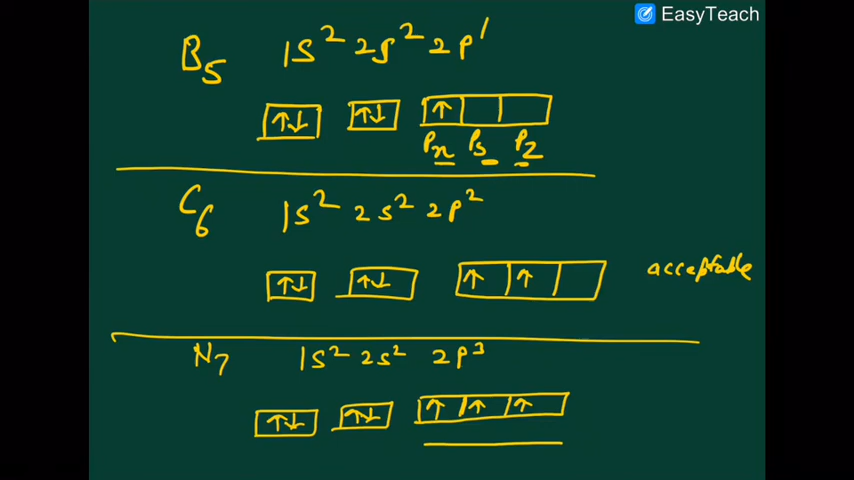 EasyTeach
B₅ 1s² 2s² 2p¹
↑↓ ↑↓ ↑
Px Py Pz
C₆ 1s² 2s² 2p²
↑↓ ↑↓ ↑ ↑
acceptable
N₇ 1s² 2s² 2p³
↑↓ ↑↓ ↑ ↑ ↑